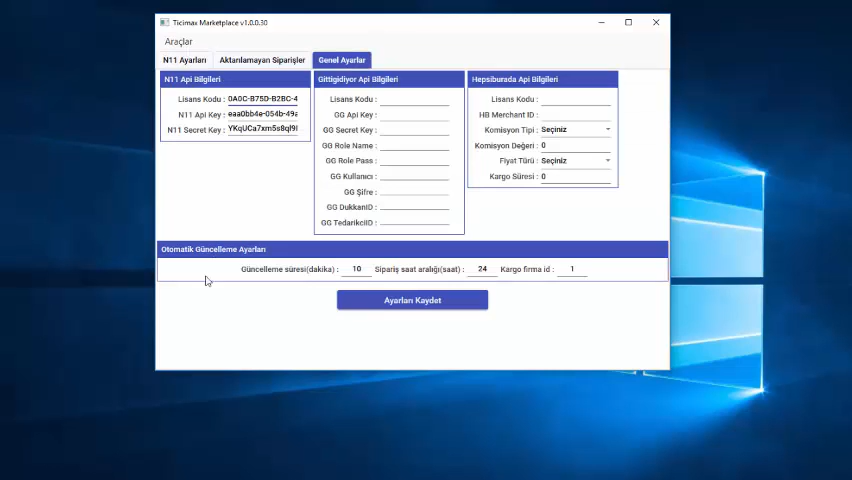 Ticimax Marketplace v1.0.0.30
Araçlar
N11 Ayarları
Aktarılamayan Siparişler
Genel Ayarlar
N11 Api Bilgileri
Lisans Kodu : 0A0C-B75D-B2BC-4
N11 Api Key : eaa0bb4e-054b-49a
N11 Secret Key : YKqUCa7xm5s8ql9l
Gittigidiyor Api Bilgileri
Lisans Kodu :
GG Api Key :
GG Secret Key :
GG Role Name :
GG Role Pass :
GG Kullanıcı :
GG Şifre :
GG DukkanID :
GG TedarikciID :
Hepsiburada Api Bilgileri
Lisans Kodu :
HB Merchant ID :
Komisyon Tipi : Seçiniz
Komisyon Değeri : 0
Fiyat Türü : Seçiniz
Kargo Süresi : 0
Otomatik Güncelleme Ayarları
Güncelleme süresi(dakika) : 10 Sipariş saat aralığı(saat) : 24 Kargo firma id : 1
Ayarları Kaydet